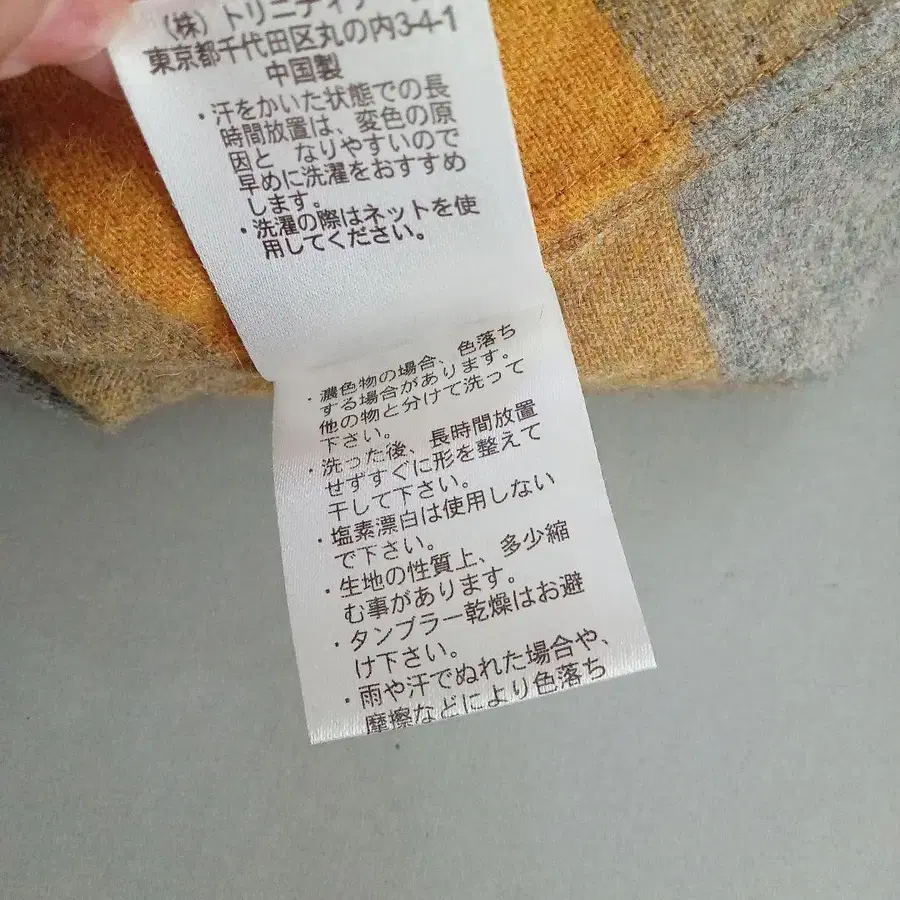 (株)トリニティアー
東京都千代田区丸の内3-4-1
中国製
・汗をかいた状態での長
時間放置は、変色の原
因と なりやすいので
早めに洗濯をおすすめ
します。
・洗濯の際はネットを使
用してください。
・濃色物の場合、色落ち
する場合があります。
他の物と分けて洗って
下さい。
・洗った後、長時間放置
せずすぐに形を整えて
干して下さい。
・塩素漂白は使用しない
で下さい。
・生地の性質上、多少縮
む事があります。
・タンブラー乾燥はお避
け下さい。
・雨や汗でぬれた場合や、
摩擦などにより色落ち